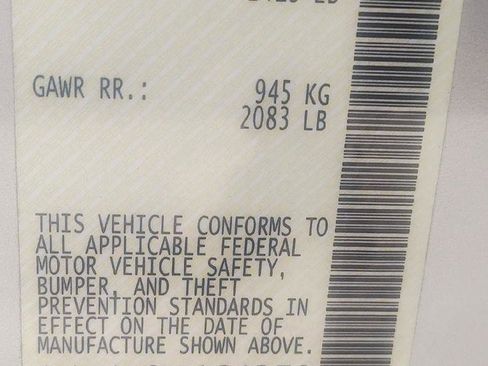 LB
GAWR RR.: 945 KG
2083 LB
THIS VEHICLE CONFORMS TO
ALL APPLICABLE FEDERAL
MOTOR VEHICLE SAFETY,
BUMPER, AND THEFT
PREVENTION STANDARDS IN
EFFECT ON THE DATE OF
MANUFACTURE SHOWN ABOVE.